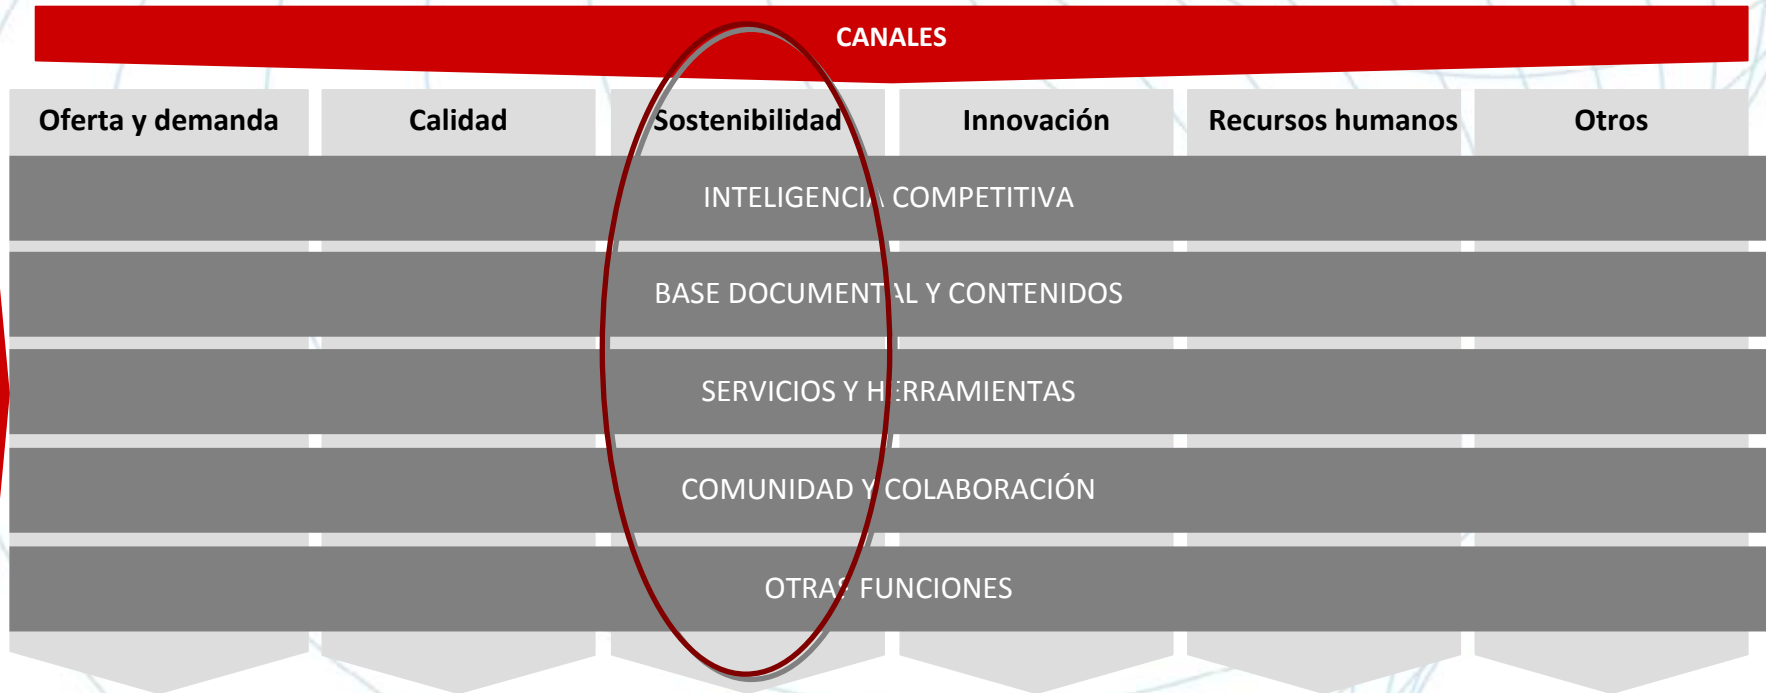 CANALES
Oferta y demanda Calidad Sostenibilidad Innovación Recursos humanos Otros
INTELIGENCIA COMPETITIVA
BASE DOCUMENTAL Y CONTENIDOS
SERVICIOS Y HERRAMIENTAS
COMUNIDAD Y COLABORACIÓN
OTRAS FUNCIONES